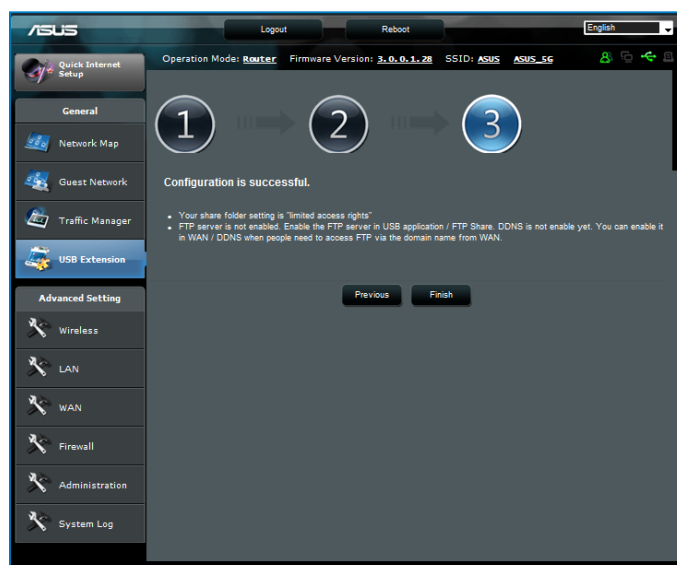 ASUS
Logout
Reboot
English
Quick Internet
Setup
Operation Mode: Router Firmware Version: 3.0.0.1.28 SSID: ASUS ASUS_5G
General
Network Map
Guest Network
Traffic Manager
USB Extension
Advanced Setting
Wireless
LAN
WAN
Firewall
Administration
System Log
1
2
3
Configuration is successful.
Your share folder setting is "limited access rights"
FTP server is not enabled. Enable the FTP server in USB application / FTP Share. DDNS is not enable yet. You can enable it
in WAN / DDNS when people need to access FTP via the domain name from WAN.
Previous
Finish